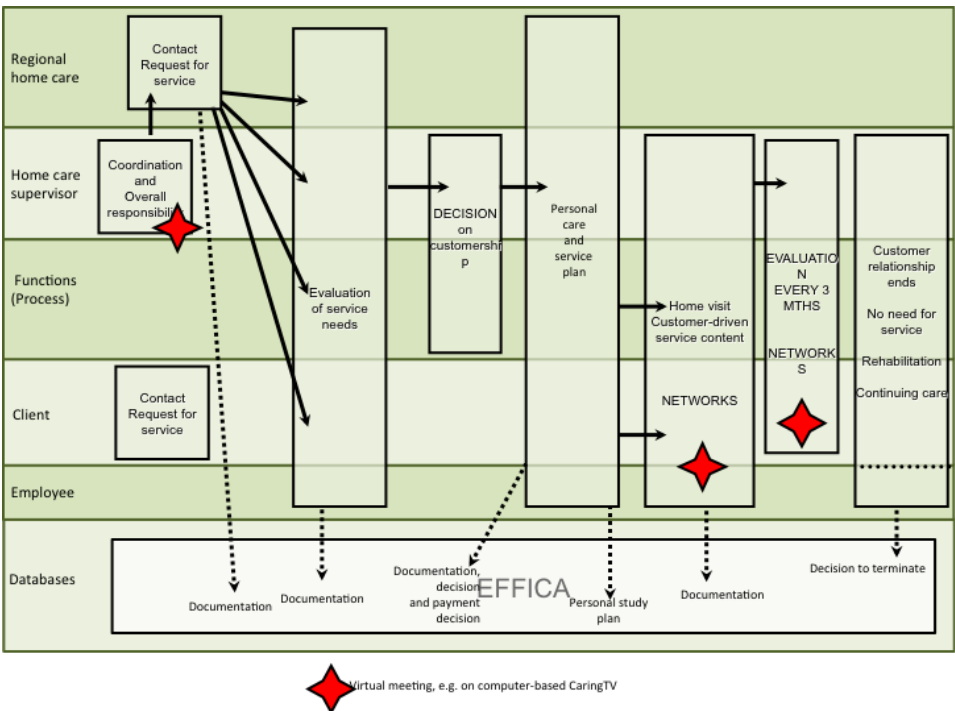 Regional
home care
Contact
Request for
service
Home care
supervisor
Coordination
and
Overall
responsibility
DECISION
on
customershi
p
Personal
care
and
service
plan
Functions
(Process)
Evaluation
of service
needs
Home visit
Customer-driven
service content
NETWORKS
EVALUATIO
N
EVERY 3
MTHS
NETWORK
S
Customer
relationship
ends
No need for
service
Rehabilitation
Continuing care
Client
Contact
Request for
service
Employee
Databases
Documentation
Documentation
Documentation,
decision
and payment
decision
EFFICA
Personal study
plan
Documentation
Decision to terminate
Virtual meeting, e.g. on computer-based CaringTV